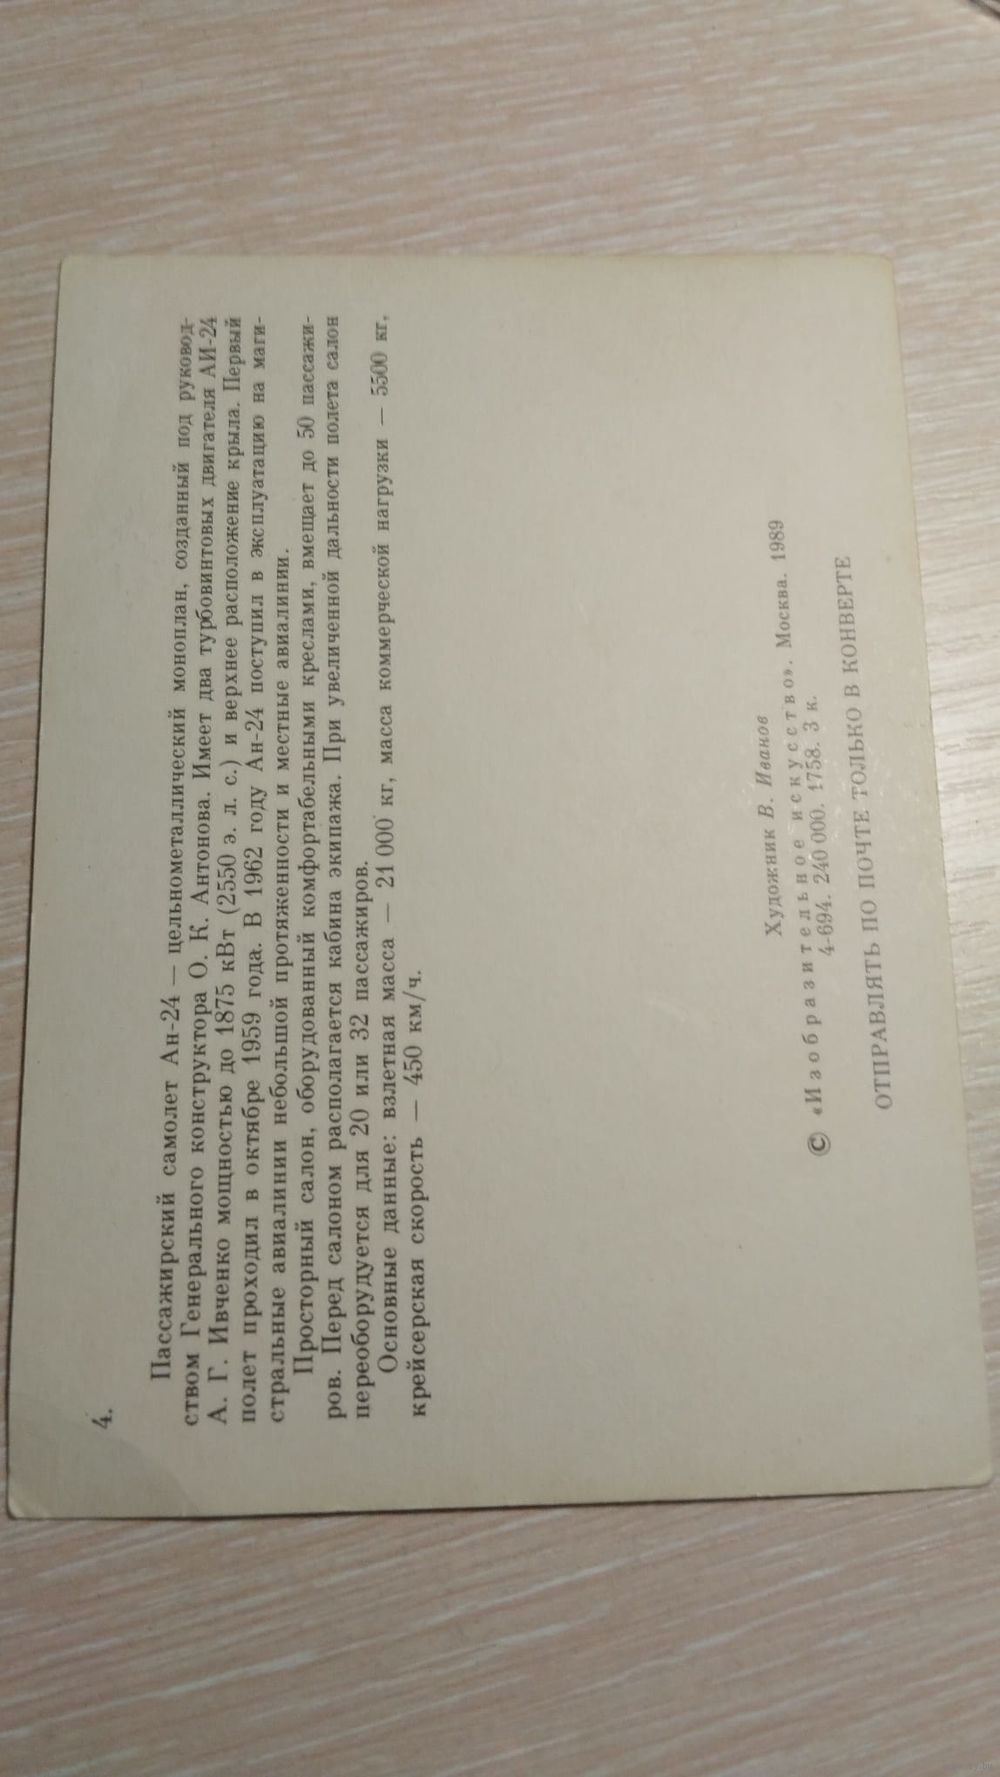 4.
Пассажирский самолет Ан-24 — цельнометаллический моноплан, созданный под руковод-
ством Генерального конструктора О. К. Антонова. Имеет два турбовинтовых двигателя АИ-24
А. Г. Ивченко мощностью до 1875 кВт (2550 э. л. с.) и верхнее расположение крыла. Первый
полет проходил в октябре 1959 года. В 1962 году Ан-24 поступил в эксплуатацию на маги-
стральные авиалинии небольшой протяженности и местные авиалинии.
Просторный салон, оборудованный комфортабельными креслами, вмещает до 50 пассажи-
ров. Перед салоном располагается кабина экипажа. При увеличенной дальности полета салон
переоборудуется для 20 или 32 пассажиров.
Основные данные: взлетная масса — 21 000 кг, масса коммерческой нагрузки — 5500 кг,
крейсерская скорость — 450 км/ч.
Художник В. Иванов
© «Изобразительное искусство». Москва. 1989
4-694. 240 000. 1758. 3 к.
ОТПРАВЛЯТЬ ПО ПОЧТЕ ТОЛЬКО В КОНВЕРТЕ